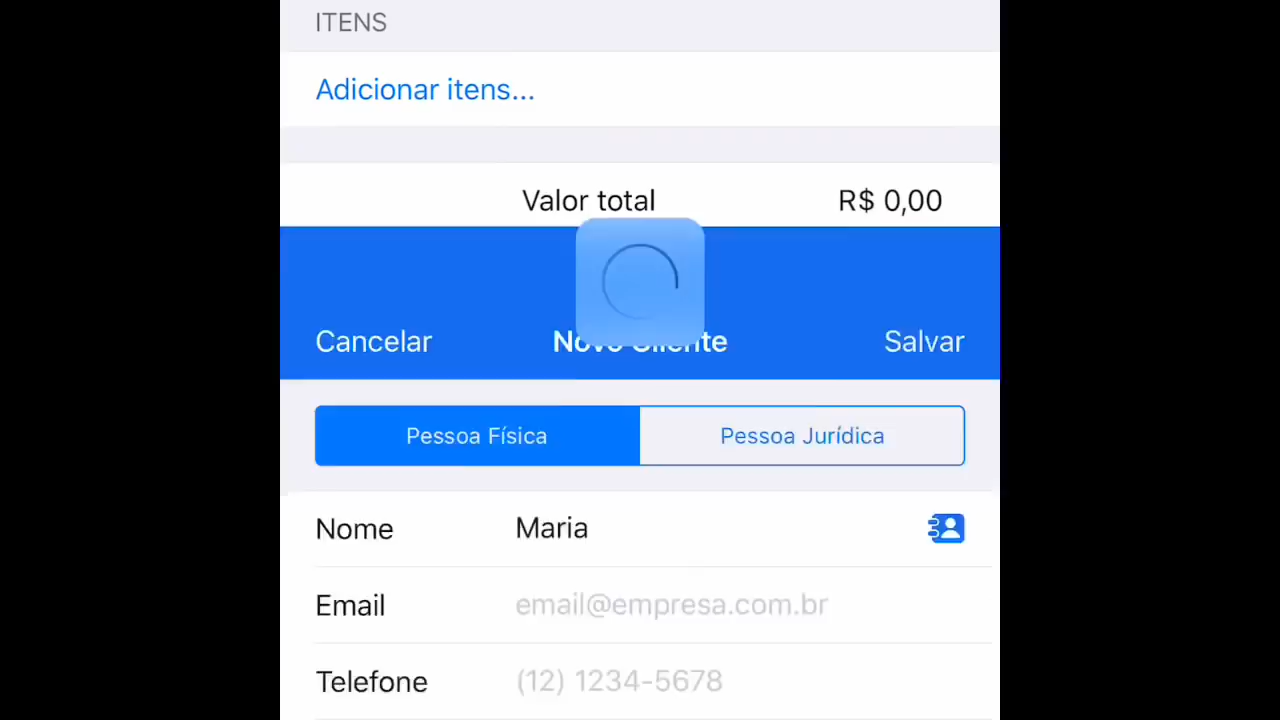 ITENS
Adicionar itens...
Valor total R$ 0,00
Cancelar Novo Cliente Salvar
Pessoa Física Pessoa Jurídica
Nome Maria
Email email@empresa.com.br
Telefone (12) 1234-5678